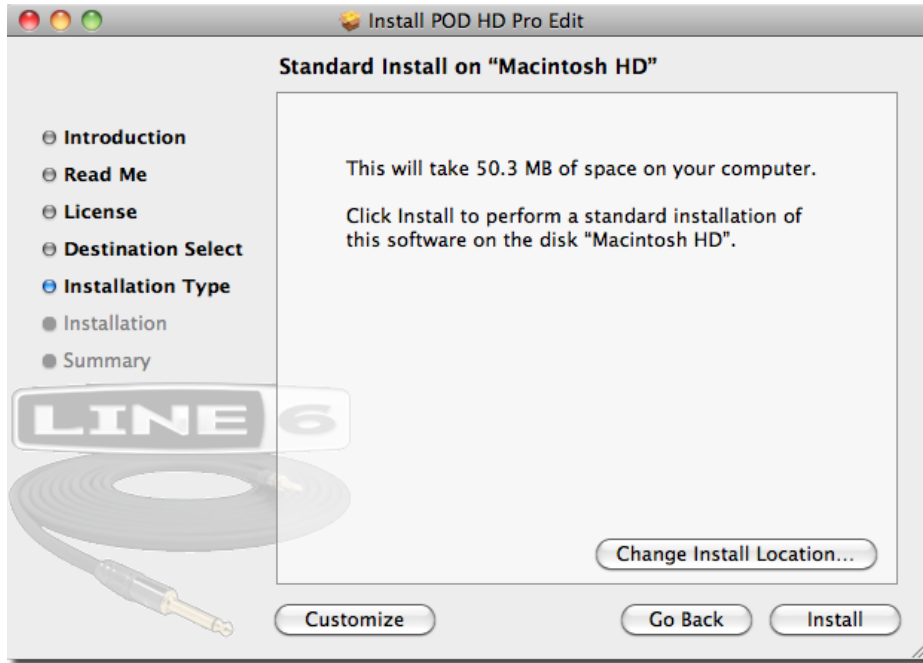 Install POD HD Pro Edit
Standard Install on “Macintosh HD”
Introduction
Read Me
License
Destination Select
Installation Type
Installation
Summary
This will take 50.3 MB of space on your computer.
Click Install to perform a standard installation of
this software on the disk “Macintosh HD”.
LINE 6
Change Install Location...
Customize
Go Back
Install